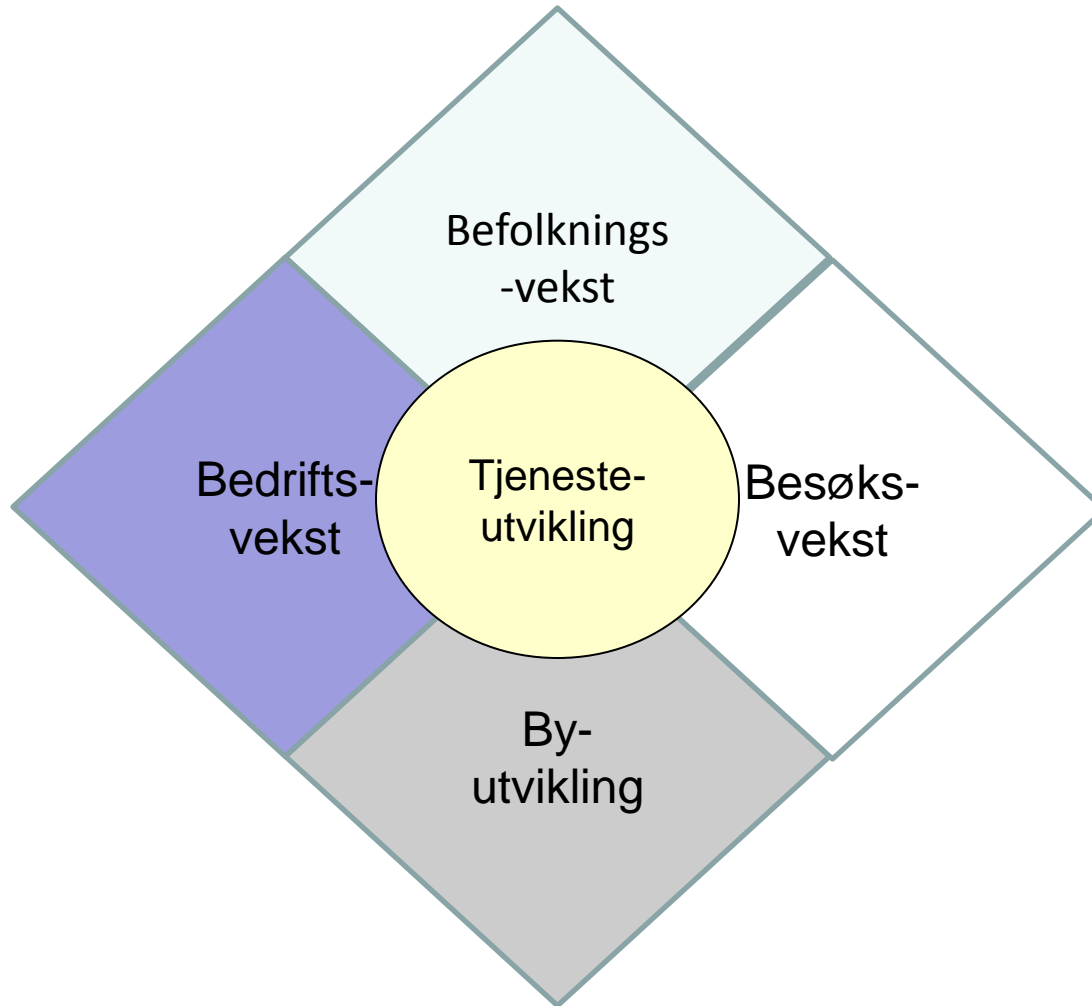 Befolknings
-vekst
Bedrifts-
vekst
Tjeneste-
utvikling
Besøks-
vekst
By-
utvikling